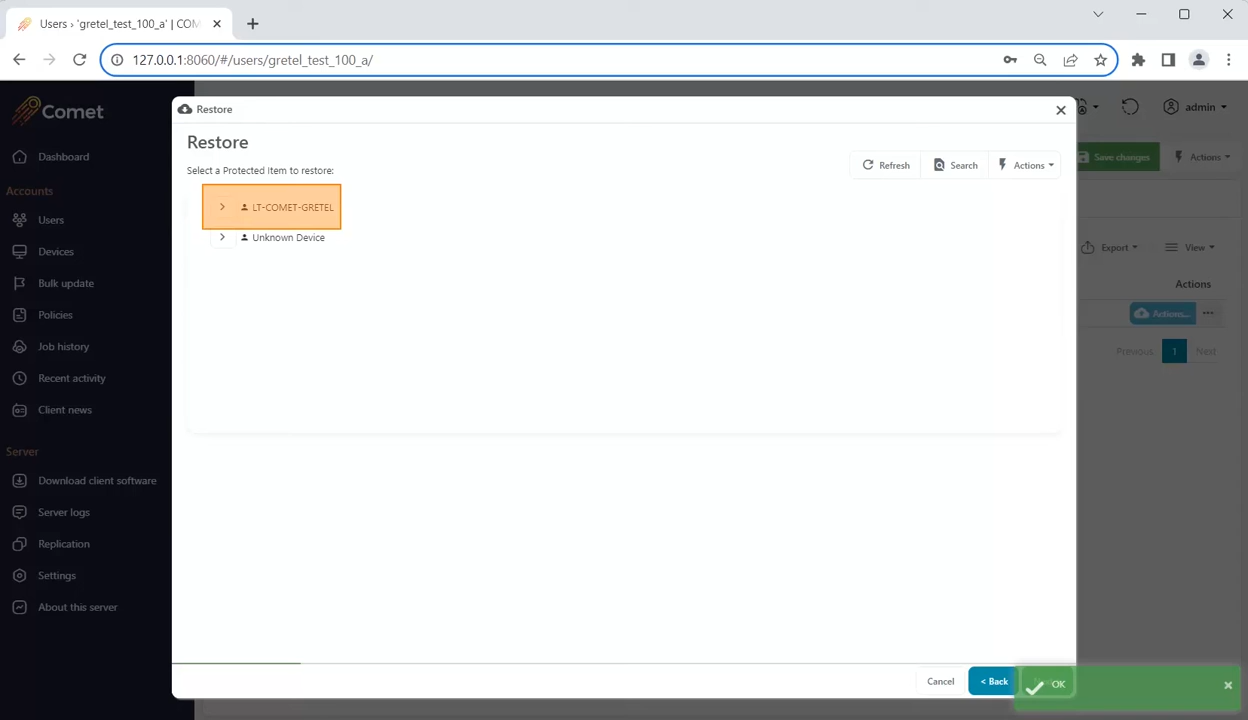 Users › 'gretel_test_100_a' | COM
127.0.0.1:8060/#/users/gretel_test_100_a/
Comet
Dashboard
Accounts
Users
Devices
Bulk update
Policies
Job history
Recent activity
Client news
Server
Download client software
Server logs
Replication
Settings
About this server
Restore
Restore
Select a Protected Item to restore:
Refresh
Search
Actions
LT-COMET-GRETEL
Unknown Device
Cancel
< Back
OK
admin
Save changes
Actions
Export
View
Actions
Actions...
Previous
1
Next